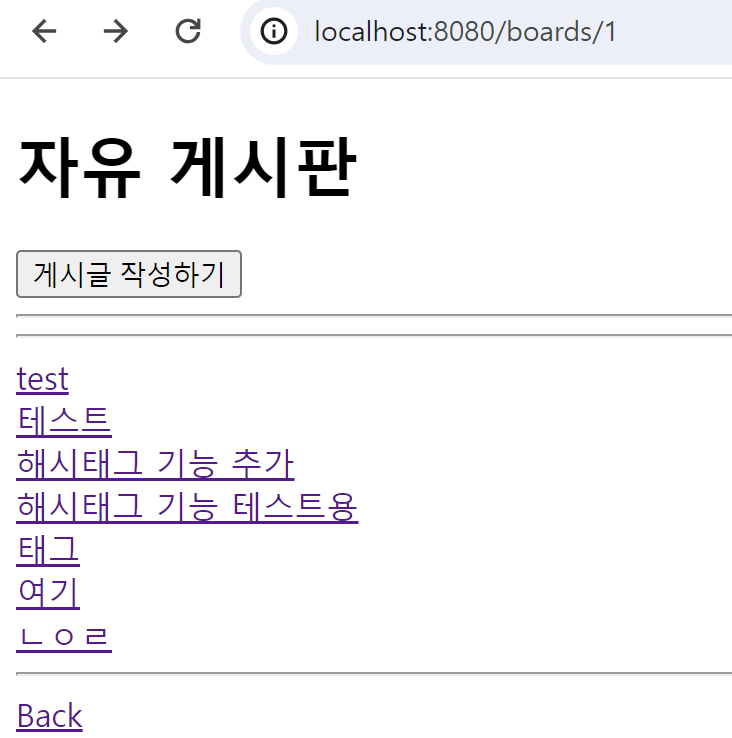 localhost:8080/boards/1
자유 게시판
게시글 작성하기
test
테스트
해시태그 기능 추가
해시태그 기능 테스트용
태그
여기
ㄴㅇㄹ
Back